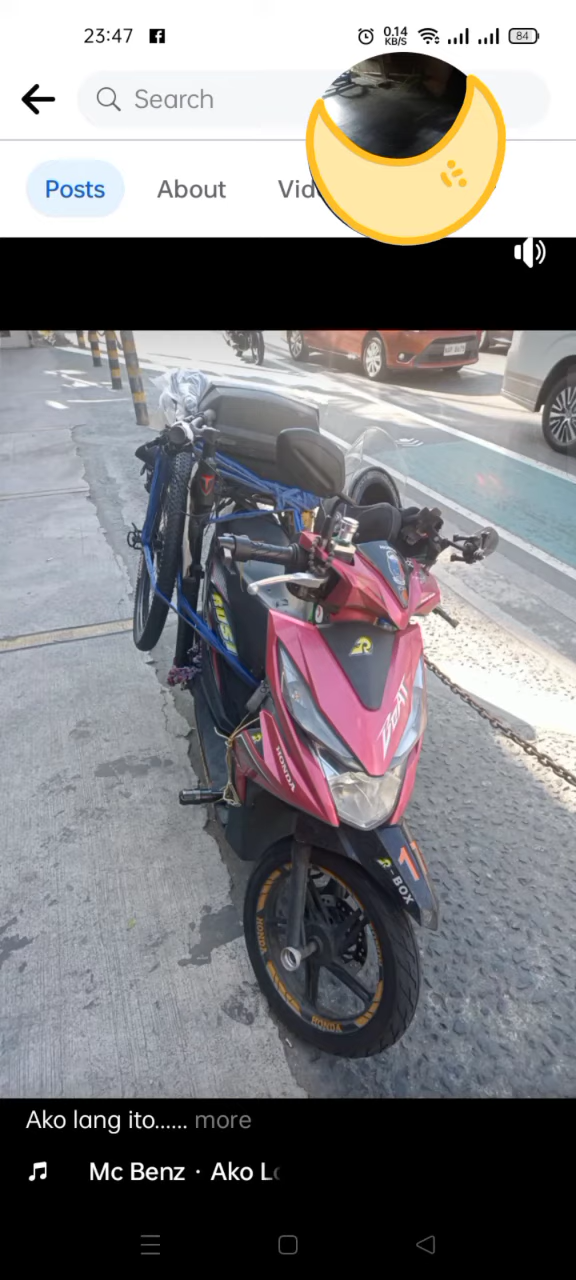 23:47
0.14
KB/S
84
Search
Posts
About
Vid
GOAT
HONDA
R-BOX
HONDA
HONDA
Ako lang ito...... more
Mc Benz · Ako L